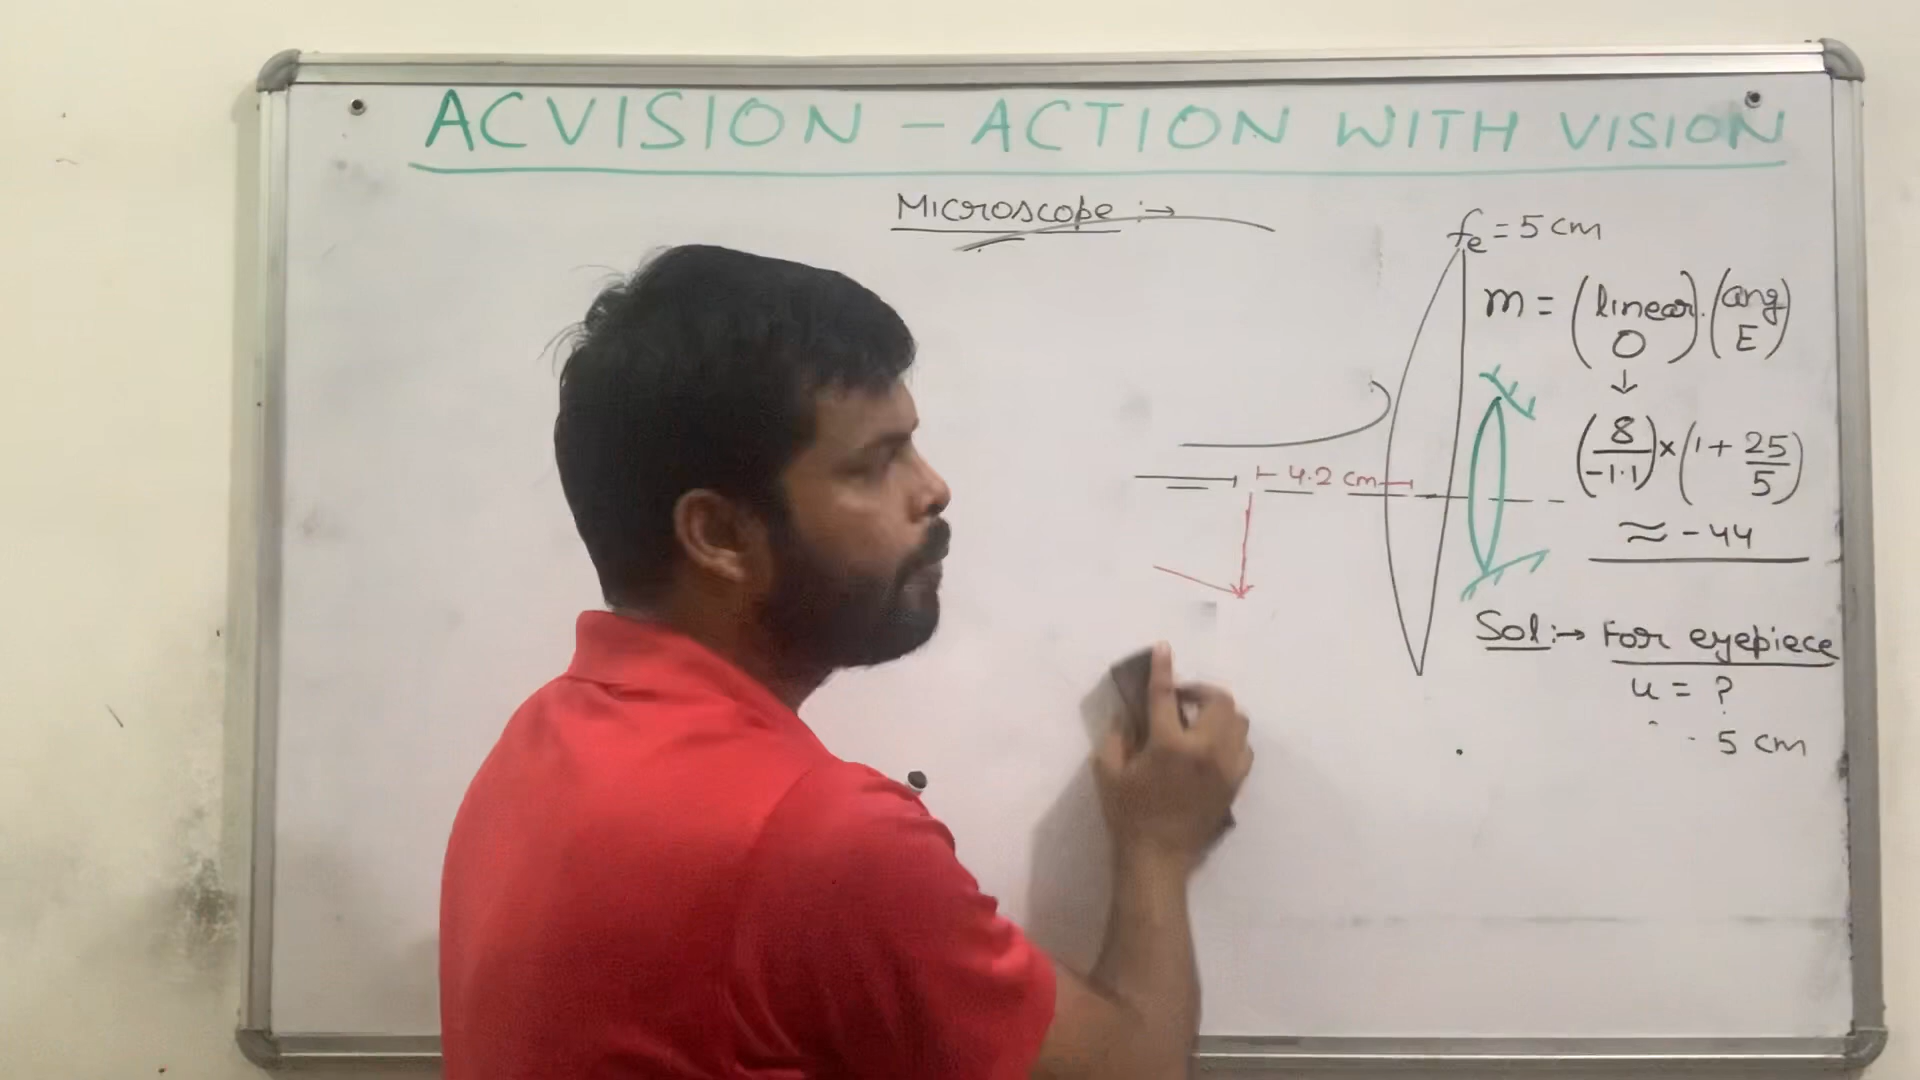 ACVISION – ACTION WITH VISION
Microscope :→
fe = 5 cm
m = (linear O) . (ang E)
↓
(8/-1.1) × (1 + 25/5)
≈ - 44
⊢ 4.2 cm ⊣
Sol :→ For eyepiece
u = ?
5 cm